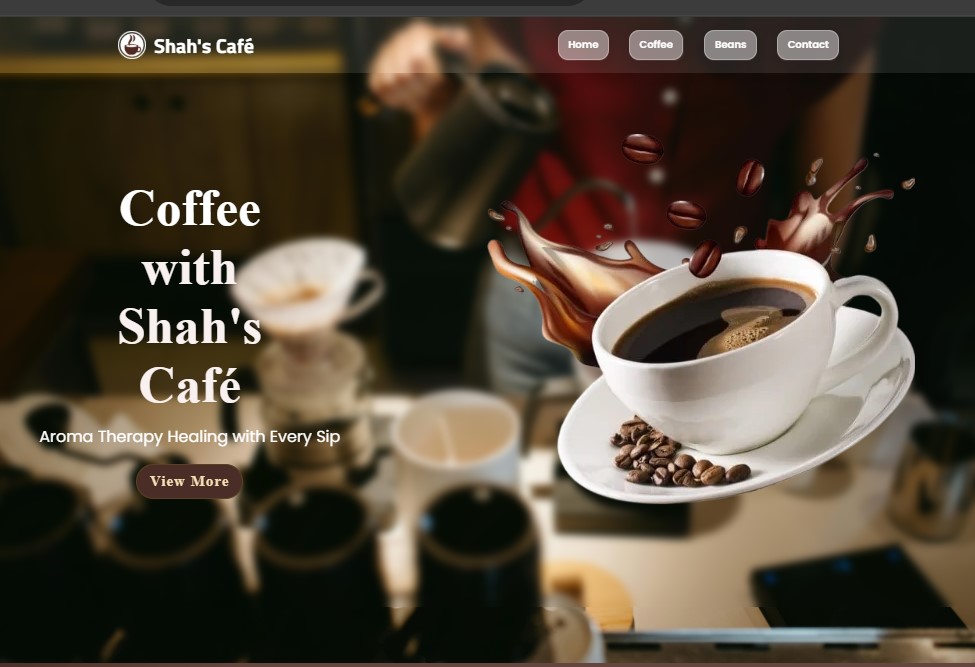 Shah's Café
Home
Coffee
Beans
Contact
Coffee
with
Shah's
Café
Aroma Therapy Healing with Every Sip
View More